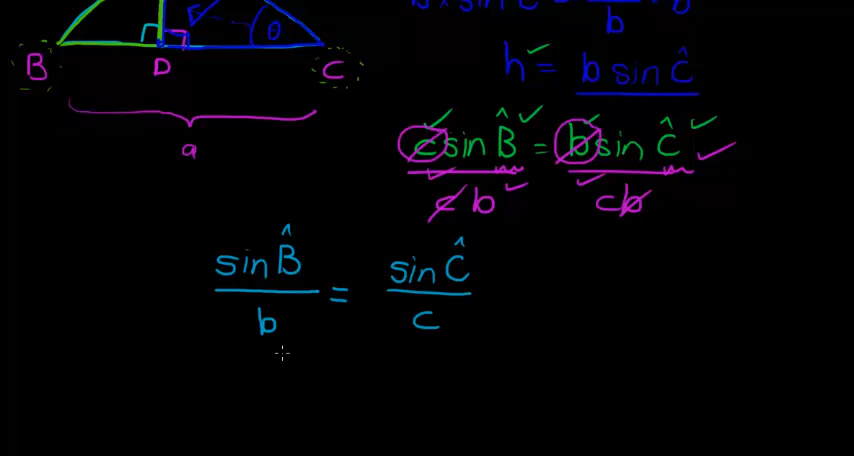 b
θ
h = b sin Ĉ
B D C
c sin B̂ = b sin Ĉ
c b c b
a
sin B̂ = sin Ĉ
b c